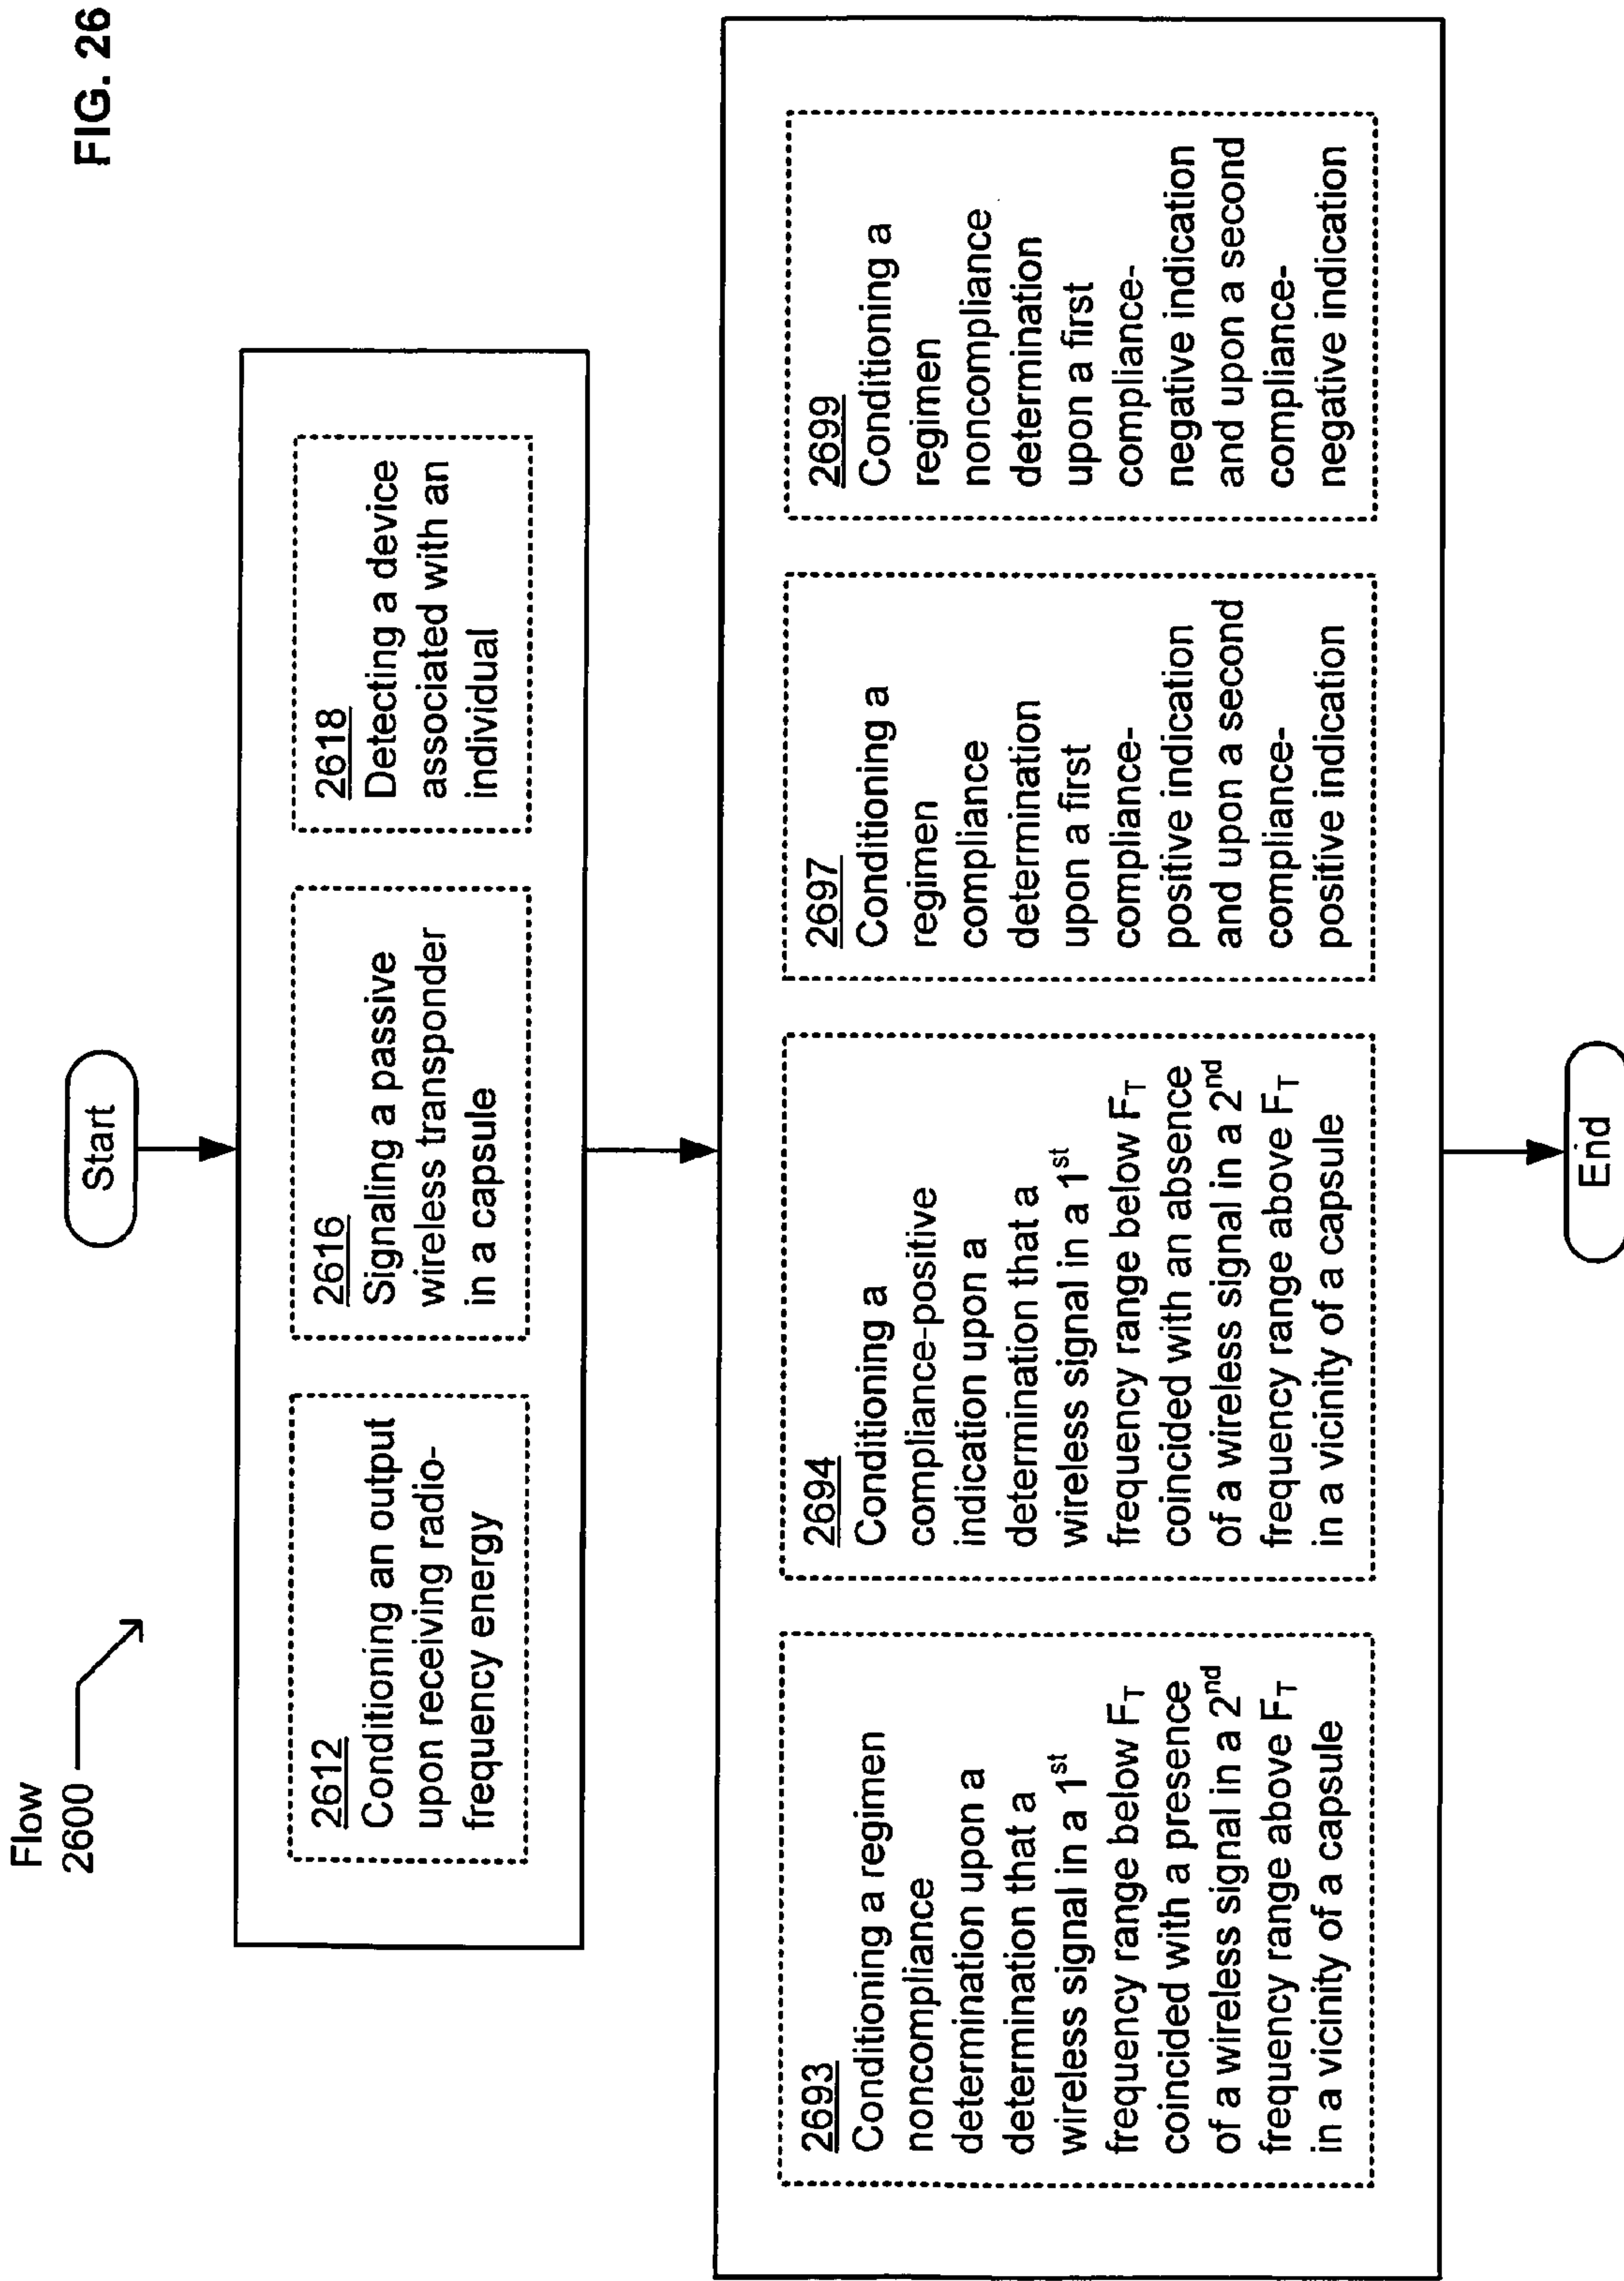 FIG. 26
Flow
2600
Start
2612
Conditioning an output
upon receiving radio-
frequency energy
2616
Signaling a passive
wireless transponder
in a capsule
2618
Detecting a device
associated with an
individual
2693
Conditioning a regimen
noncompliance
determination upon a
determination that a
wireless signal in a 1st
frequency range below FT
coincided with a presence
of a wireless signal in a 2nd
frequency range above FT
in a vicinity of a capsule
2694
Conditioning a
compliance-positive
indication upon a
determination that a
wireless signal in a 1st
frequency range below FT
coincided with an absence
of a wireless signal in a 2nd
frequency range above FT
in a vicinity of a capsule
2697
Conditioning a
regimen
compliance
determination
upon a first
compliance-
positive indication
and upon a second
compliance-
positive indication
2699
Conditioning a
regimen
noncompliance
determination
upon a first
compliance-
negative indication
and upon a second
compliance-
negative indication
End